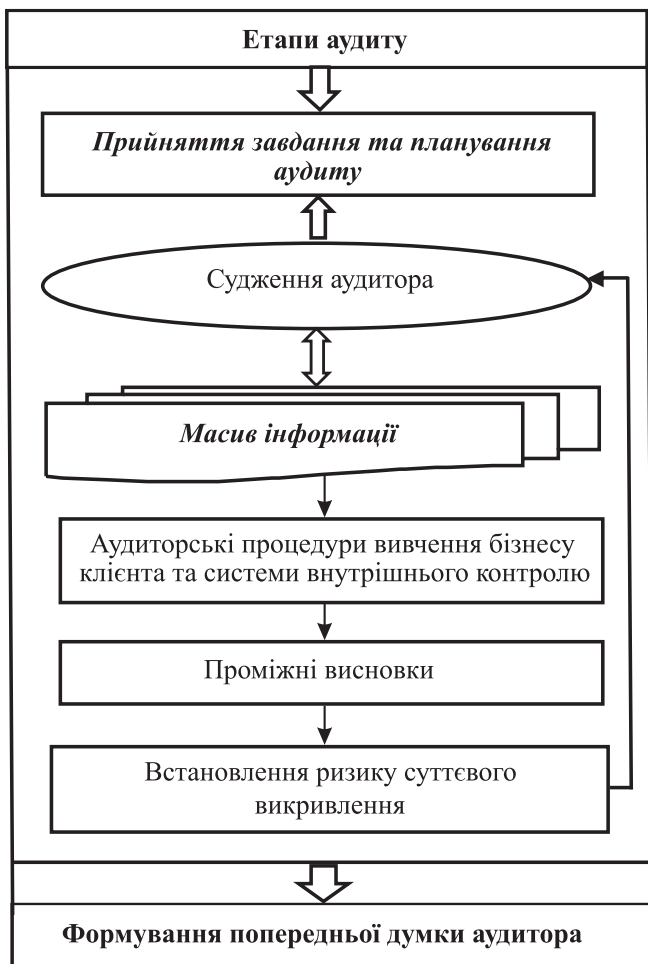 Етапи аудиту
Прийняття завдання та планування
аудиту
Судження аудитора
Масив інформації
Аудиторські процедури вивчення бізнесу
клієнта та системи внутрішнього контролю
Проміжні висновки
Встановлення ризику суттєвого
викривлення
Формування попередньої думки аудитора